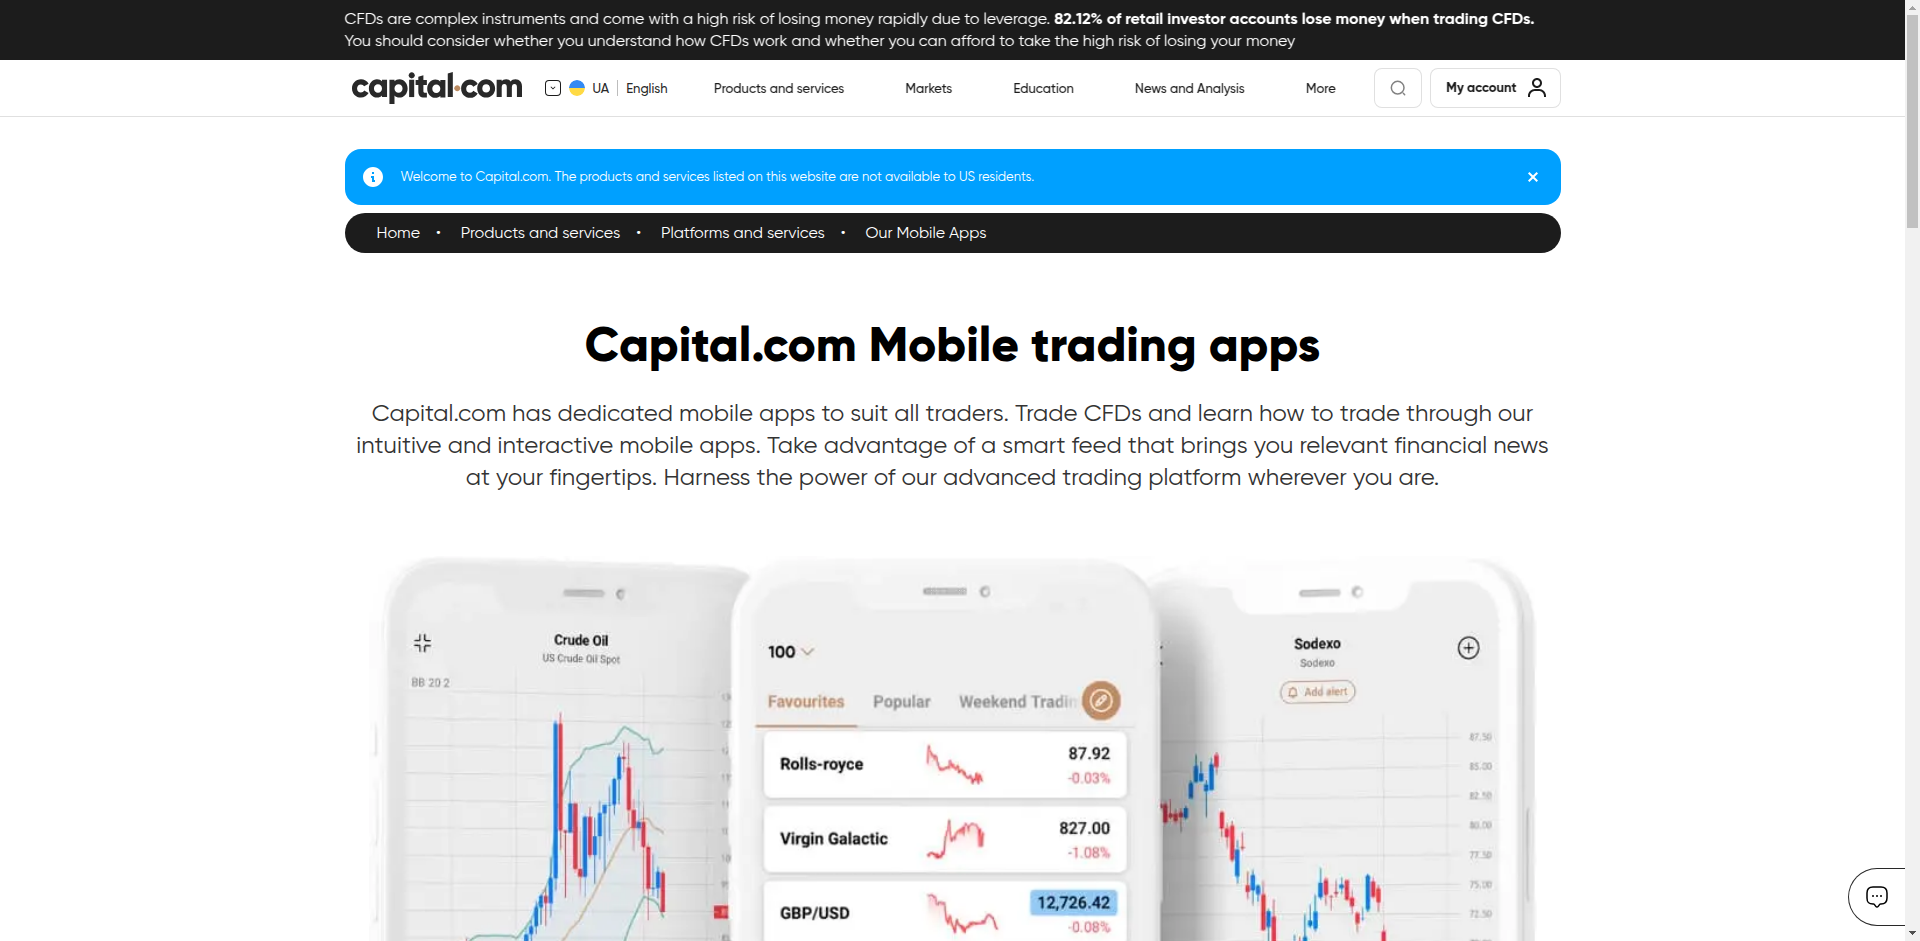 CFDs are complex instruments and come with a high risk of losing money rapidly due to leverage. 82.12% of retail investor accounts lose money when trading CFDs.
You should consider whether you understand how CFDs work and whether you can afford to take the high risk of losing your money
capital.com
UA
English
Products and services
Markets
Education
News and Analysis
More
My account
Welcome to Capital.com. The products and services listed on this website are not available to US residents.
Home • Products and services • Platforms and services • Our Mobile Apps
Capital.com Mobile trading apps
Capital.com has dedicated mobile apps to suit all traders. Trade CFDs and learn how to trade through our
intuitive and interactive mobile apps. Take advantage of a smart feed that brings you relevant financial news
at your fingertips. Harness the power of our advanced trading platform wherever you are.
Crude Oil
US Crude Oil Spot
BB 20 2
100
Favourites
Popular
Weekend Tradin
Rolls-royce
87.92
-0.03%
Virgin Galactic
827.00
-1.08%
GBP/USD
12,726.42
-0.08%
Sodexo
Sodexo
Add alert
87.50
85.00
82.50
80.00
77.50
75.00
72.50